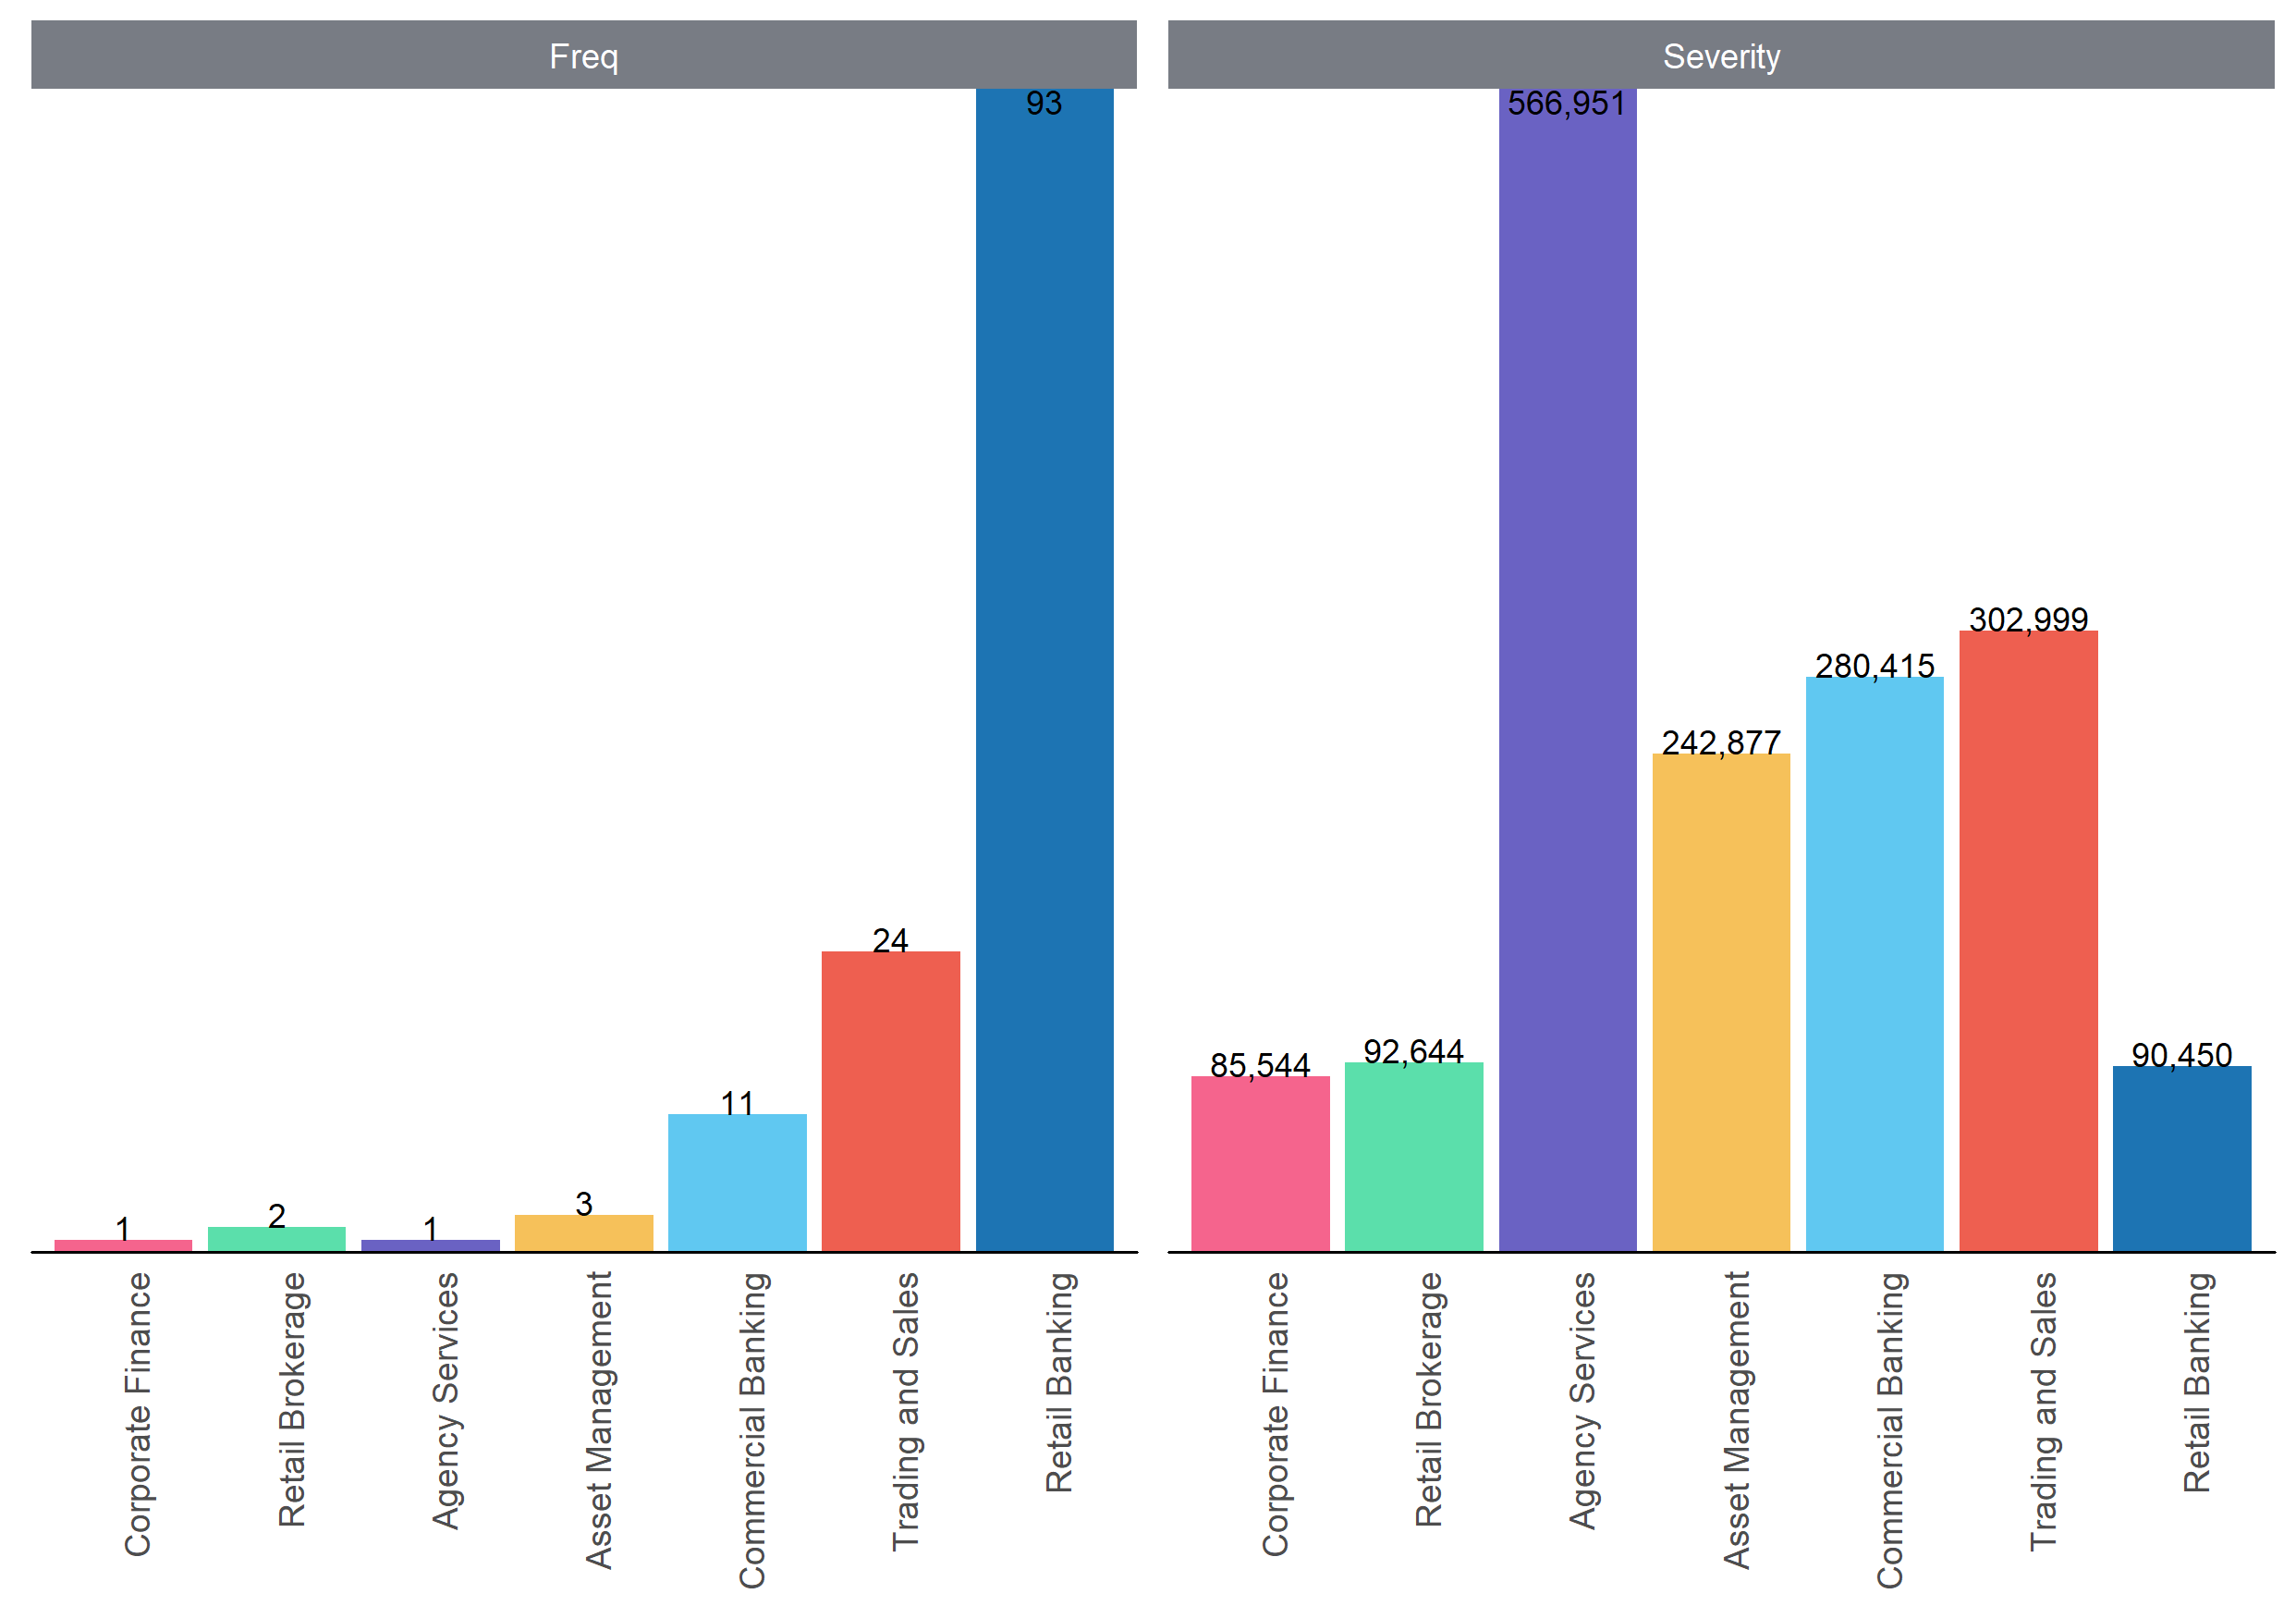 Freq
93
24
11
3
2
1
1
Corporate Finance
Retail Brokerage
Agency Services
Asset Management
Commercial Banking
Trading and Sales
Retail Banking
Severity
566,951
302,999
280,415
242,877
92,644
90,450
85,544
Corporate Finance
Retail Brokerage
Agency Services
Asset Management
Commercial Banking
Trading and Sales
Retail Banking